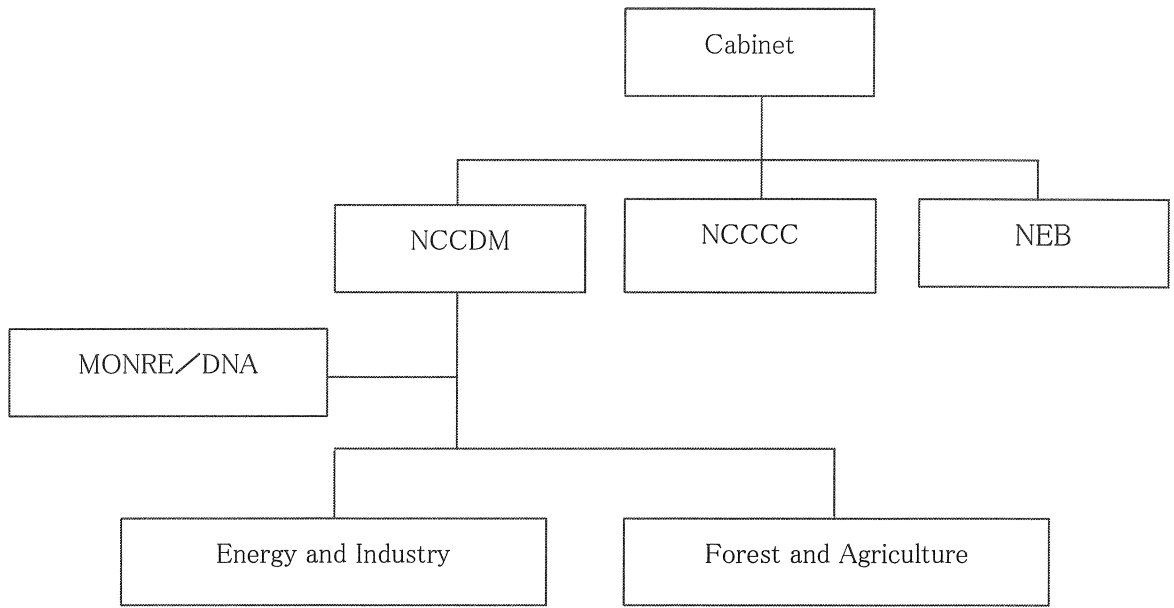 Cabinet
NCCDM
NCCCC
NEB
MONRE／DNA
Energy and Industry
Forest and Agriculture